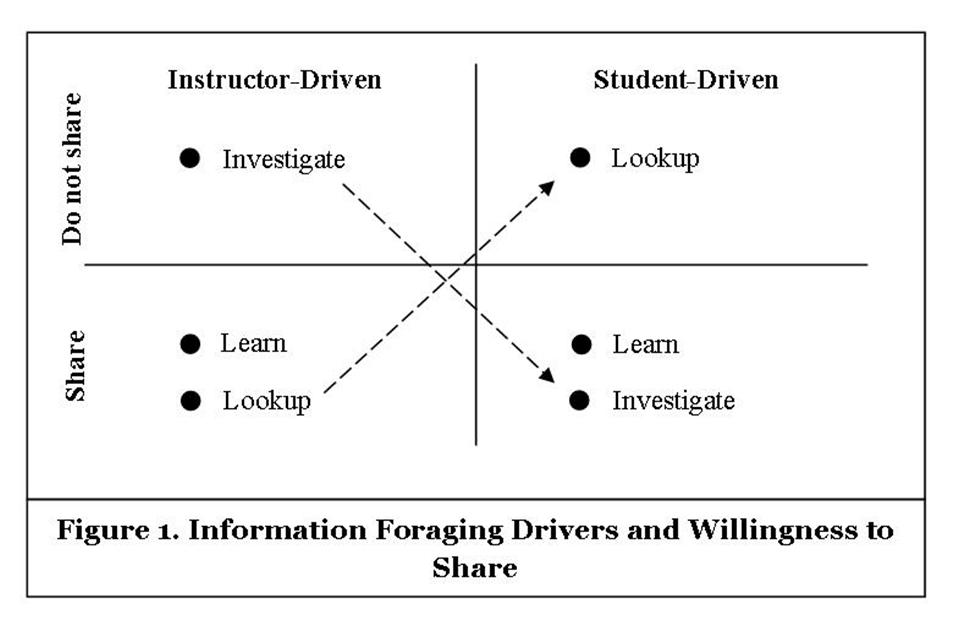 Instructor-Driven
Student-Driven
Do not share
Investigate
Lookup
Share
Learn
Lookup
Learn
Investigate
Figure 1. Information Foraging Drivers and Willingness to
Share